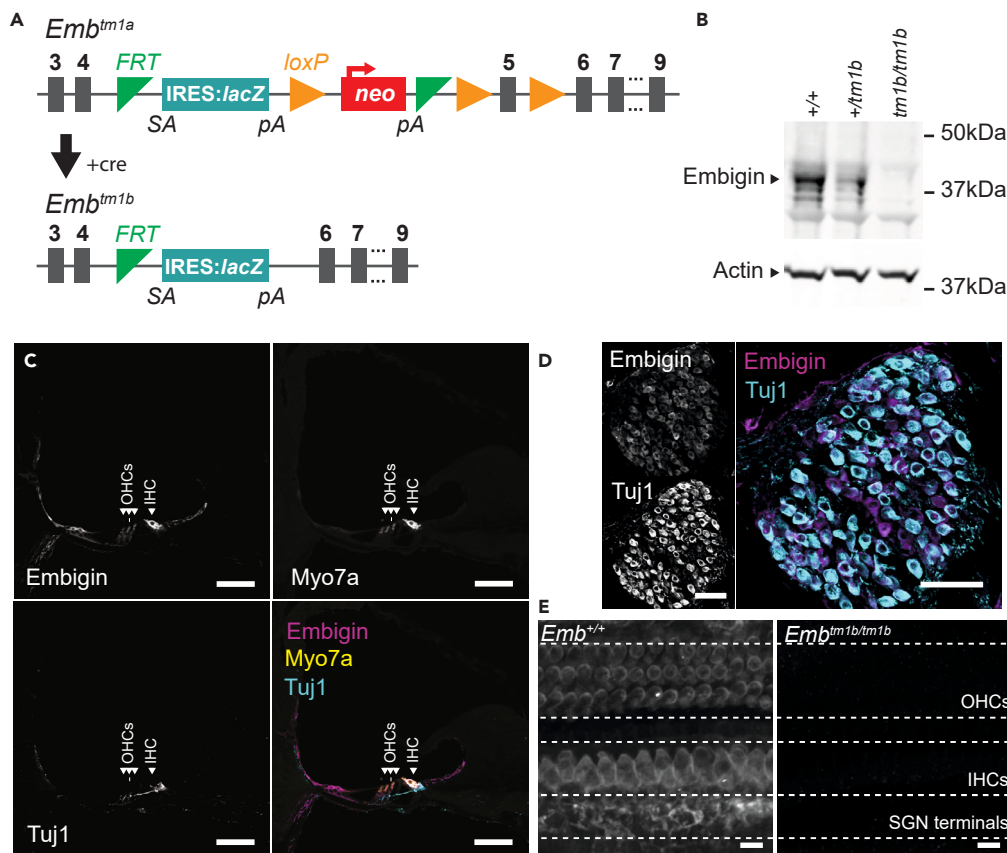 A
Emb^tm1a
3 4 FRT loxP 5 6 7 ... 9
IRES:lacZ neo
SA pA pA
+cre
Emb^tm1b
3 4 FRT 6 7 ... 9
IRES:lacZ
SA pA
B
+/+ +/tm1b tm1b/tm1b
50kDa
Embigin
37kDa
Actin
37kDa
C
OHCs IHC
Embigin
OHCs IHC
Myo7a
OHCs IHC
Tuj1
Embigin
Myo7a
Tuj1
OHCs IHC
D
Embigin
Tuj1
Embigin
Tuj1
E
Emb^+/+
Emb^tm1b/tm1b
OHCs
IHCs
SGN terminals